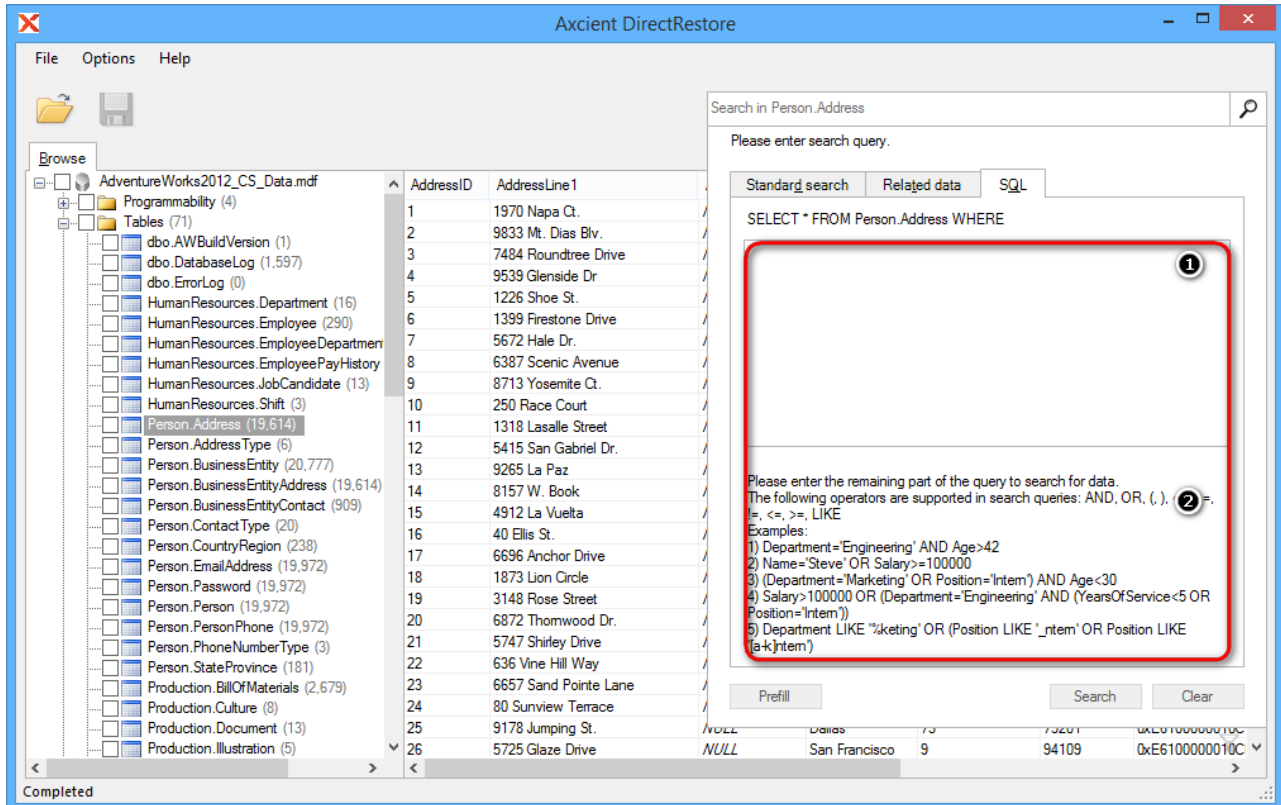 Axcient DirectRestore
File Options Help
Search in Person.Address
Please enter search query.
Browse
Standard search Related data SQL
SELECT * FROM Person.Address WHERE
AdventureWorks2012_CS_Data.mdf
Programmability (4)
Tables (71)
dbo.AWBuildVersion (1)
dbo.DatabaseLog (1,597)
dbo.ErrorLog (0)
HumanResources.Department (16)
HumanResources.Employee (290)
HumanResources.EmployeeDepartment
HumanResources.EmployeePayHistory
HumanResources.JobCandidate (13)
HumanResources.Shift (3)
Person.Address (19,614)
Person.AddressType (6)
Person.BusinessEntity (20,777)
Person.BusinessEntityAddress (19,614)
Person.BusinessEntityContact (909)
Person.ContactType (20)
Person.CountryRegion (238)
Person.EmailAddress (19,972)
Person.Password (19,972)
Person.Person (19,972)
Person.PersonPhone (19,972)
Person.PhoneNumberType (3)
Person.StateProvince (181)
Production.BillOfMaterials (2,679)
Production.Culture (8)
Production.Document (13)
Production.Illustration (5)
AddressID AddressLine1
1 1970 Napa Ct.
2 9833 Mt. Dias Blv.
3 7484 Roundtree Drive
4 9539 Glenside Dr
5 1226 Shoe St.
6 1399 Firestone Drive
7 5672 Hale Dr.
8 6387 Scenic Avenue
9 8713 Yosemite Ct.
10 250 Race Court
11 1318 Lasalle Street
12 5415 San Gabriel Dr.
13 9265 La Paz
14 8157 W. Book
15 4912 La Vuelta
16 40 Ellis St.
17 6696 Anchor Drive
18 1873 Lion Circle
19 3148 Rose Street
20 6872 Thornwood Dr.
21 5747 Shirley Drive
22 636 Vine Hill Way
23 6657 Sand Pointe Lane
24 80 Sunview Terrace
25 9178 Jumping St. NULL Dallas 75201
26 5725 Glaze Drive NULL San Francisco 9 94109 0xE6100000010C
1
Please enter the remaining part of the query to search for data.
The following operators are supported in search queries: AND, OR, (, ), =,
2
!=, <=, >=, LIKE
Examples:
1) Department='Engineering' AND Age>42
2) Name='Steve' OR Salary>=100000
3) (Department='Marketing' OR Position='Intern') AND Age<30
4) Salary>100000 OR (Department='Engineering' AND (YearsOfService<5 OR
Position='Intern'))
5) Department LIKE '%keting' OR (Position LIKE '_ntern' OR Position LIKE
'[a-k]ntern')
Prefill Search Clear
Completed